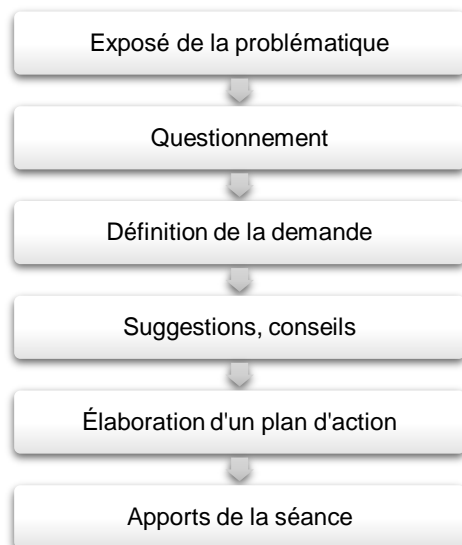 Exposé de la problématique
Questionnement
Définition de la demande
Suggestions, conseils
Élaboration d'un plan d'action
Apports de la séance